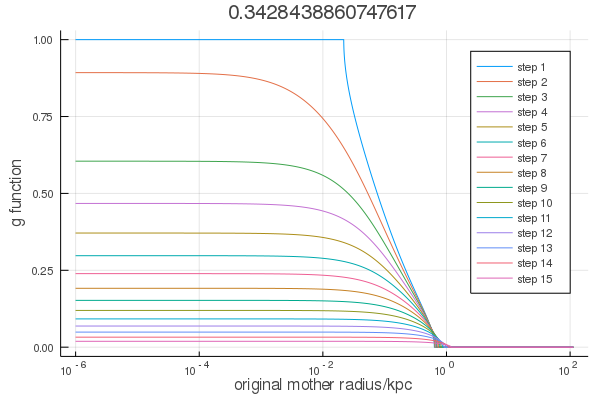 0.3428438860747617
1.00
0.75
0.50
0.25
0.00
g function
10⁻⁶
10⁻⁴
10⁻²
10⁰
10²
original mother radius/kpc
step 1
step 2
step 3
step 4
step 5
step 6
step 7
step 8
step 9
step 10
step 11
step 12
step 13
step 14
step 15